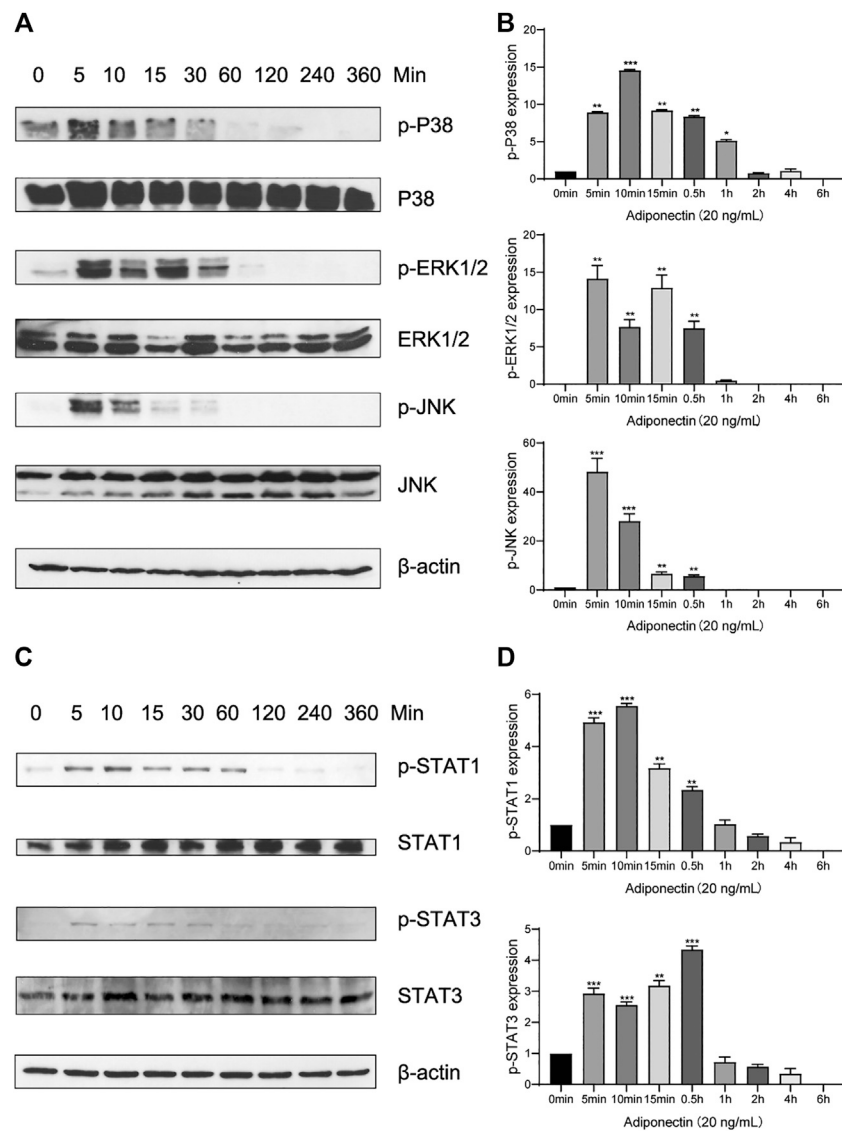 A
0 5 10 15 30 60 120 240 360 Min
p-P38
P38
p-ERK1/2
ERK1/2
p-JNK
JNK
β-actin
B
p-P38 expression
20
15
10
5
0
** *** ** ** *
0min 5min 10min 15min 0.5h 1h 2h 4h 6h
Adiponectin (20 ng/mL)
p-ERK1/2 expression
20
15
10
5
0
** ** ** **
0min 5min 10min 15min 0.5h 1h 2h 4h 6h
Adiponectin (20 ng/mL)
p-JNK expression
60
40
20
0
*** *** ** **
0min 5min 10min 15min 0.5h 1h 2h 4h 6h
Adiponectin (20 ng/mL)
C
0 5 10 15 30 60 120 240 360 Min
p-STAT1
STAT1
p-STAT3
STAT3
β-actin
D
p-STAT1 expression
6
4
2
0
*** *** ** **
0min 5min 10min 15min 0.5h 1h 2h 4h 6h
Adiponectin (20 ng/mL)
p-STAT3 expression
5
4
3
2
1
0
*** *** ** ***
0min 5min 10min 15min 0.5h 1h 2h 4h 6h
Adiponectin (20 ng/mL)